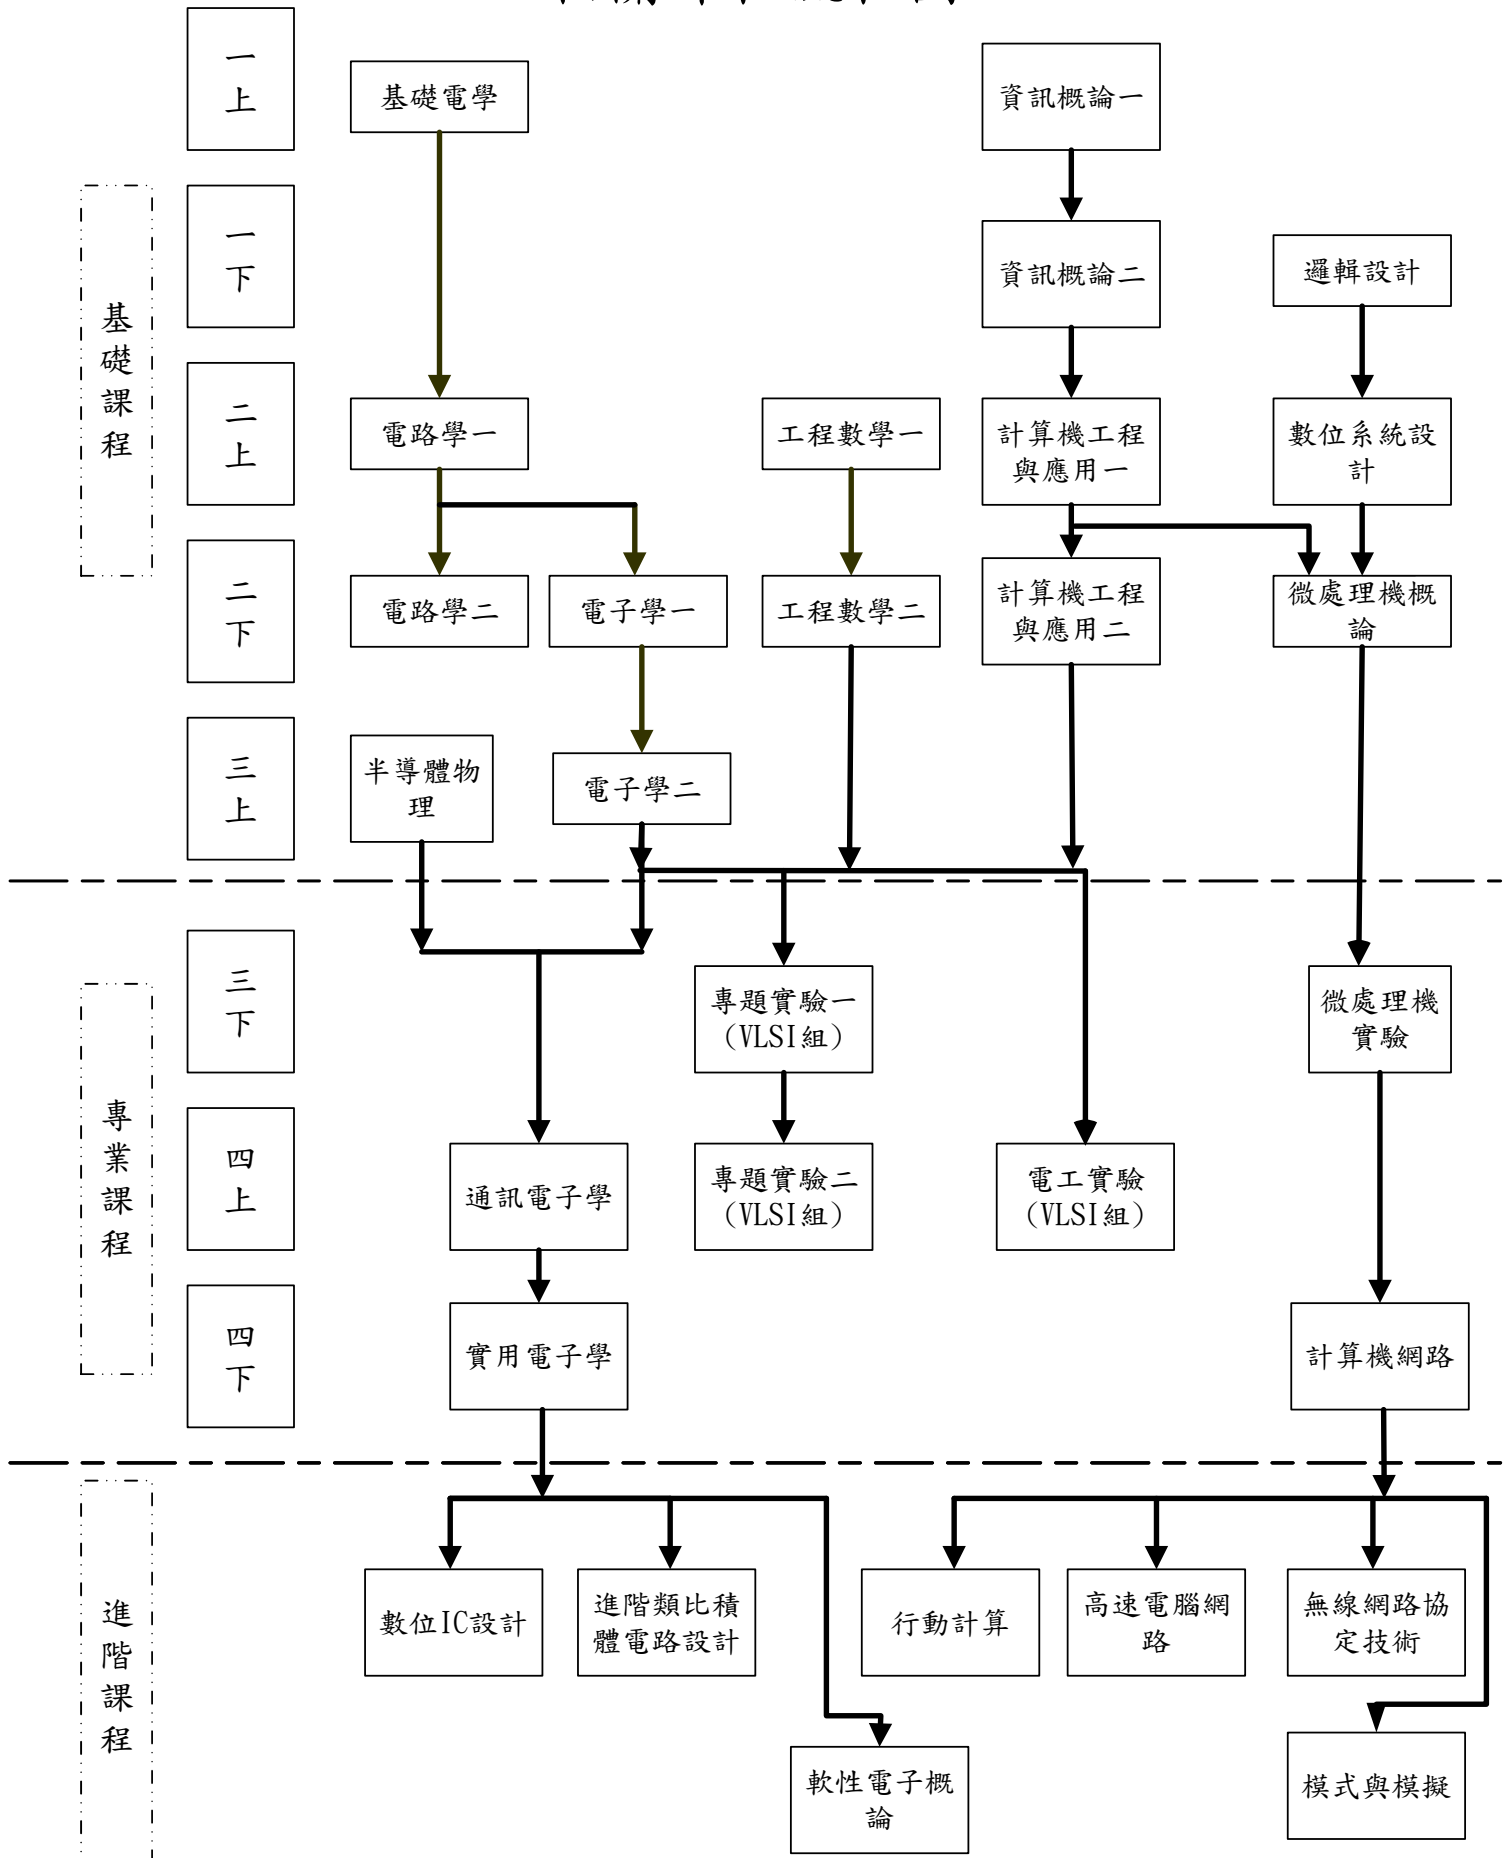 一
上
基礎電學
資訊概論一
一
下
資訊概論二
邏輯設計
基
礎
課
程
二
上
電路學一
工程數學一
計算機工程
與應用一
數位系統設
計
二
下
電路學二
電子學一
工程數學二
計算機工程
與應用二
微處理機概
論
三
上
半導體物
理
電子學二
三
下
專題實驗一
(VLSI組)
微處理機
實驗
專
業
課
程
四
上
通訊電子學
專題實驗二
(VLSI組)
電工實驗
(VLSI組)
四
下
實用電子學
計算機網路
進
階
課
程
數位IC設計
進階類比積
體電路設計
行動計算
高速電腦網
路
無線網路協
定技術
軟性電子概
論
模式與模擬